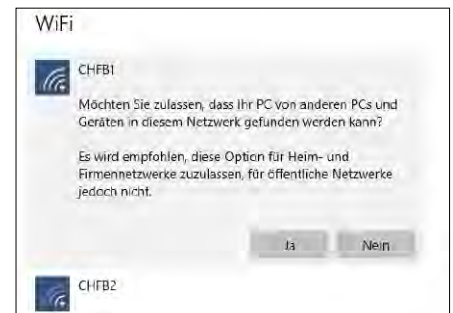 WiFi
CHFB1
Möchten Sie zulassen, dass Ihr PC von anderen PCs und
Geräten in diesem Netzwerk gefunden werden kann?
Es wird empfohlen, diese Option für Heim- und
Firmennetzwerke zuzulassen, für öffentliche Netzwerke
jedoch nicht.
Ja Nein
CHFB2